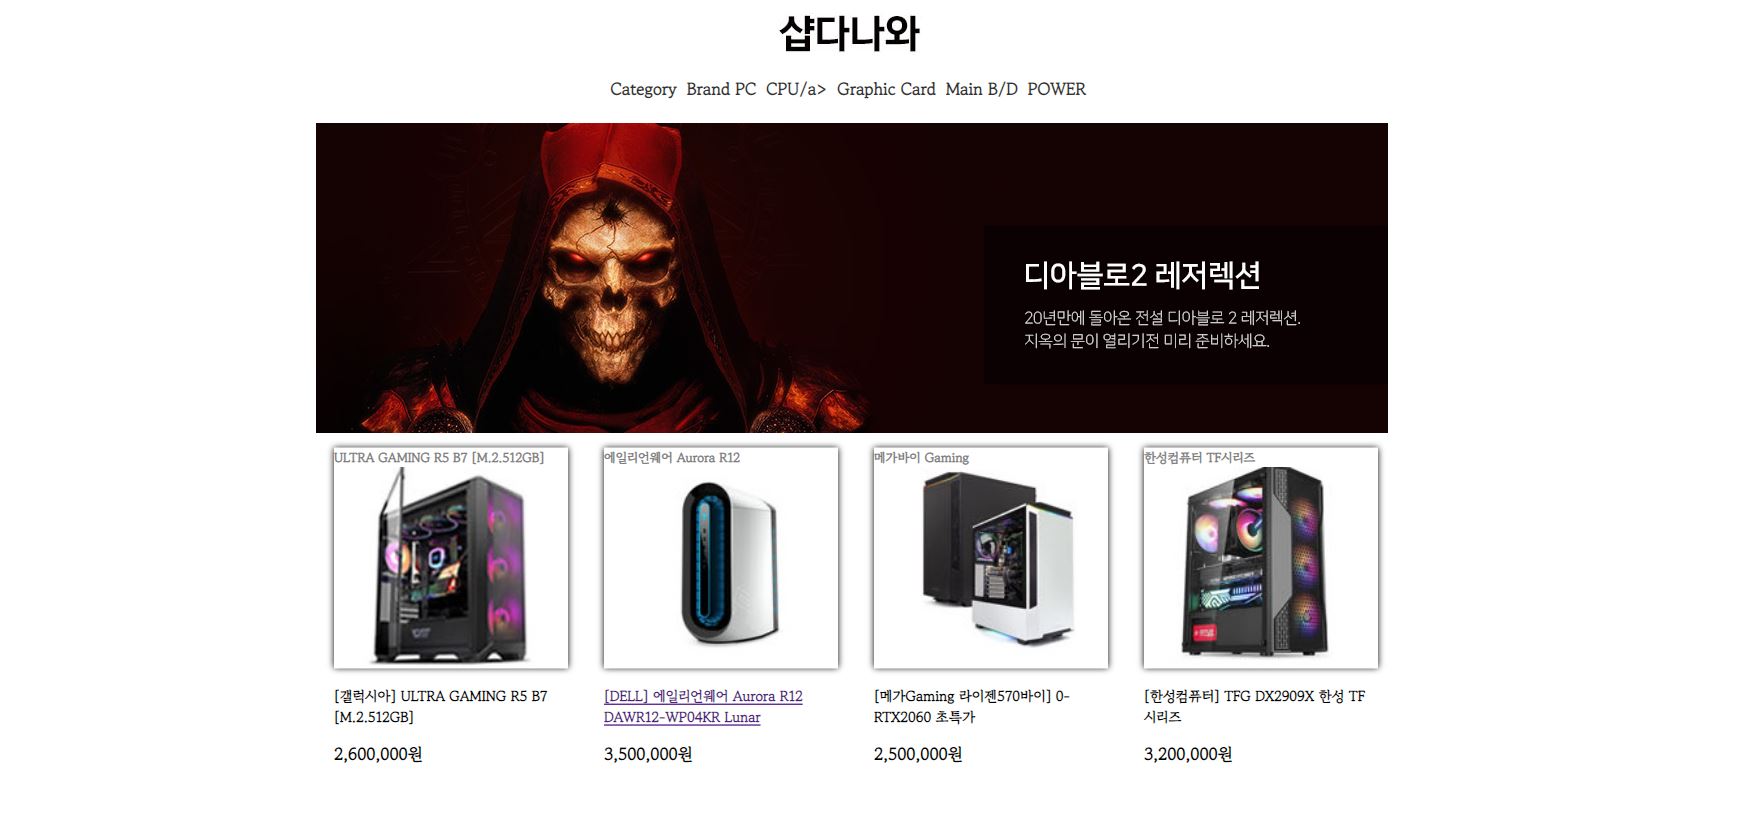 샵다나와
Category Brand PC CPU/a> Graphic Card Main B/D POWER
디아블로2 레저렉션
20년만에 돌아온 전설 디아블로 2 레저렉션.
지옥의 문이 열리기전 미리 준비하세요.
ULTRA GAMING R5 B7 [M.2.512GB]
에일리언웨어 Aurora R12
메가바이 Gaming
한성컴퓨터 TF시리즈
[갤럭시아] ULTRA GAMING R5 B7
[M.2.512GB]
2,600,000원
[DELL] 에일리언웨어 Aurora R12
DAWR12-WP04KR Lunar
3,500,000원
[메가Gaming 라이젠570바이] 0-
RTX2060 초특가
2,500,000원
[한성컴퓨터] TFG DX2909X 한성 TF
시리즈
3,200,000원